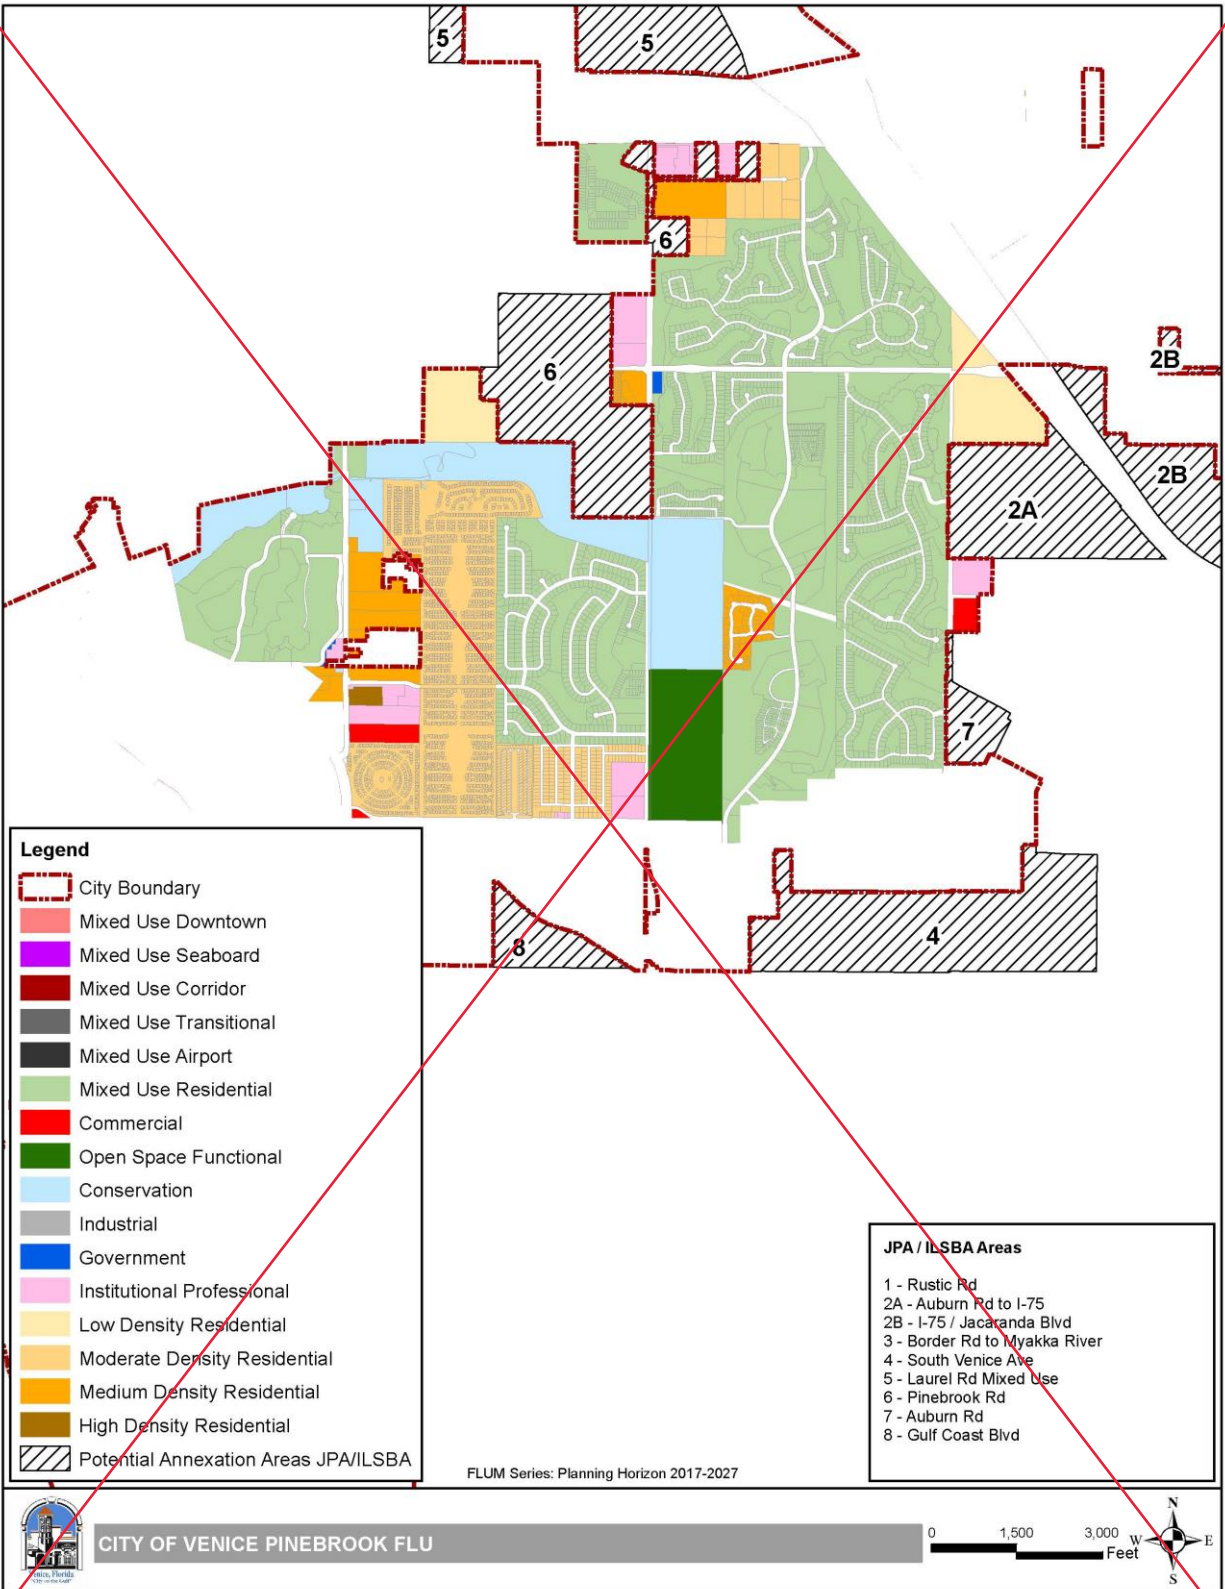 5
5
6
6
2B
2B
2A
7
4
8
Legend
City Boundary
Mixed Use Downtown
Mixed Use Seaboard
Mixed Use Corridor
Mixed Use Transitional
Mixed Use Airport
Mixed Use Residential
Commercial
Open Space Functional
Conservation
Industrial
Government
Institutional Professional
Low Density Residential
Moderate Density Residential
Medium Density Residential
High Density Residential
Potential Annexation Areas JPA/ILSBA
JPA / ILSBA Areas
1 - Rustic Rd
2A - Auburn Rd to I-75
2B - I-75 / Jacaranda Blvd
3 - Border Rd to Myakka River
4 - South Venice Ave
5 - Laurel Rd Mixed Use
6 - Pinebrook Rd
7 - Auburn Rd
8 - Gulf Coast Blvd
FLUM Series: Planning Horizon 2017-2027
Venice, Florida
"City on the Gulf"
CITY OF VENICE PINEBROOK FLU
0 1,500 3,000
Feet
N
W E
S